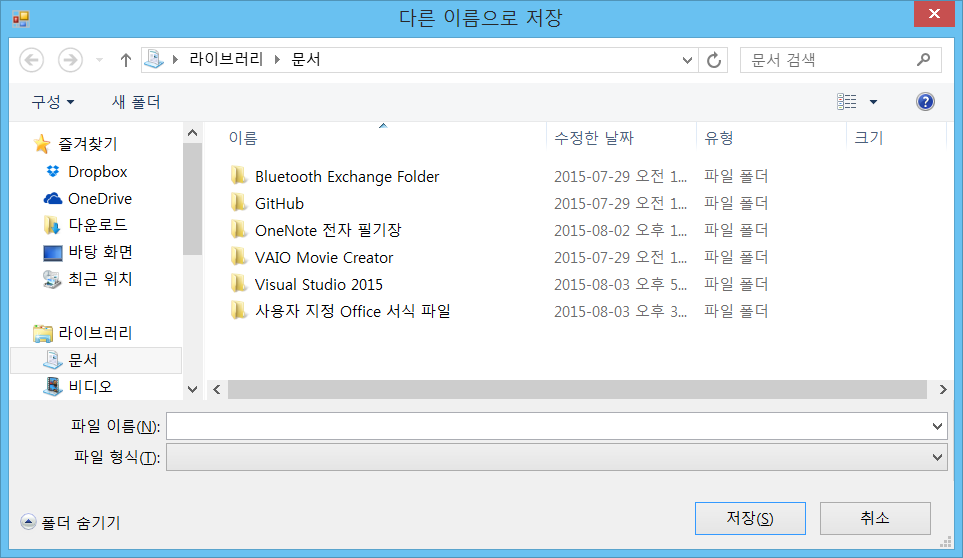 다른 이름으로 저장
라이브러리 문서
문서 검색
구성 새 폴더
즐겨찾기
Dropbox
OneDrive
다운로드
바탕 화면
최근 위치
라이브러리
문서
비디오
이름 수정한 날짜 유형 크기
Bluetooth Exchange Folder 2015-07-29 오전 1... 파일 폴더
GitHub 2015-07-29 오전 1... 파일 폴더
OneNote 전자 필기장 2015-08-02 오후 1... 파일 폴더
VAIO Movie Creator 2015-07-29 오전 1... 파일 폴더
Visual Studio 2015 2015-08-03 오후 5... 파일 폴더
사용자 지정 Office 서식 파일 2015-08-03 오후 3... 파일 폴더
파일 이름(N):
파일 형식(T):
폴더 숨기기
저장(S) 취소